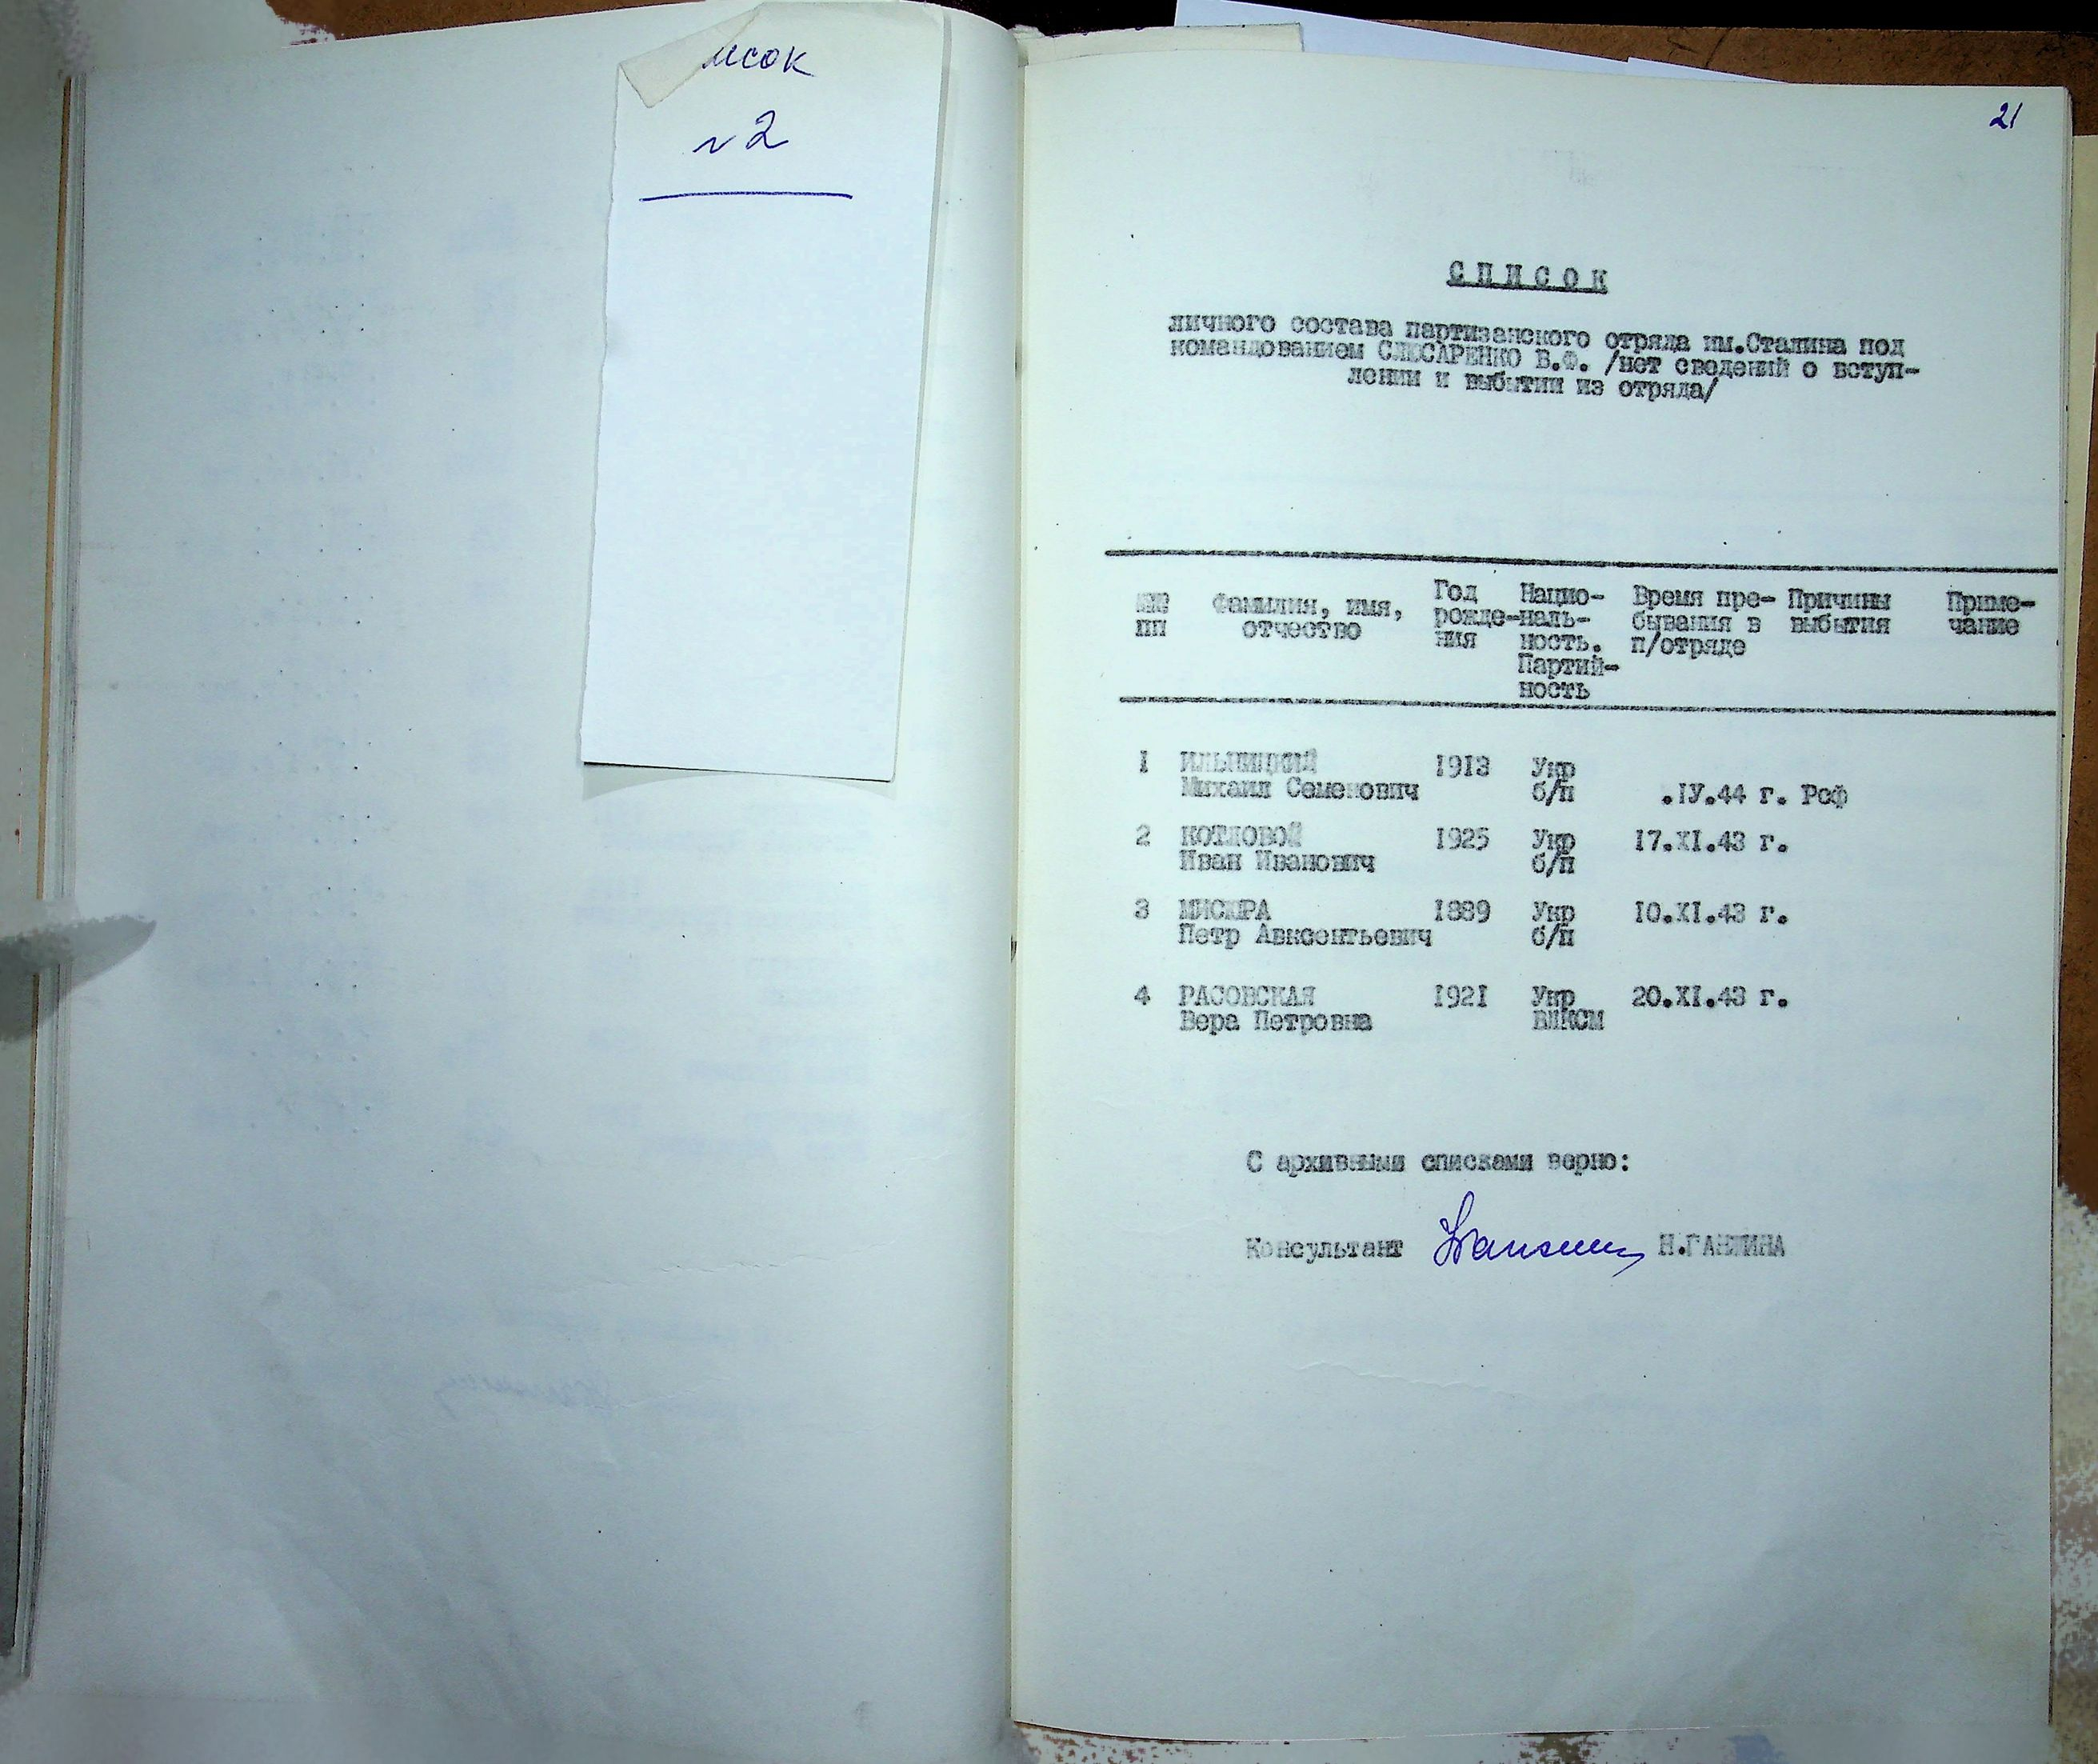 исок
№2
21
СПИСОК
личного состава партизанского отряда им.Сталина под
командованием СЛЮСАРЕНКО В.Ф. /нет сведений о вступ-
лении и выбытии из отряда/
№№ пп
Фамилия, имя, отчество
Год рожде-ния
Нацио-наль-ность. Партий-ность
Время пре-бывания в п/отряде
Причины выбытия
Приме-чание
1 ИЛЬНИЦКИЙ 1913 Укр
Михаил Семенович б/п .IУ.44 г. РсФ
2 КОТЛОВОЙ 1925 Укр 17.XI.43 г.
Иван Иванович б/п
3 МИСЮРА 1889 Укр 10.XI.43 г.
Петр Авксентьевич б/п
4 РАСОВСКАЯ 1921 Укр 20.XI.43 г.
Вера Петровна ВЛКСМ
С архивными списками верно:
Консультант Н.ГАНЗИНА